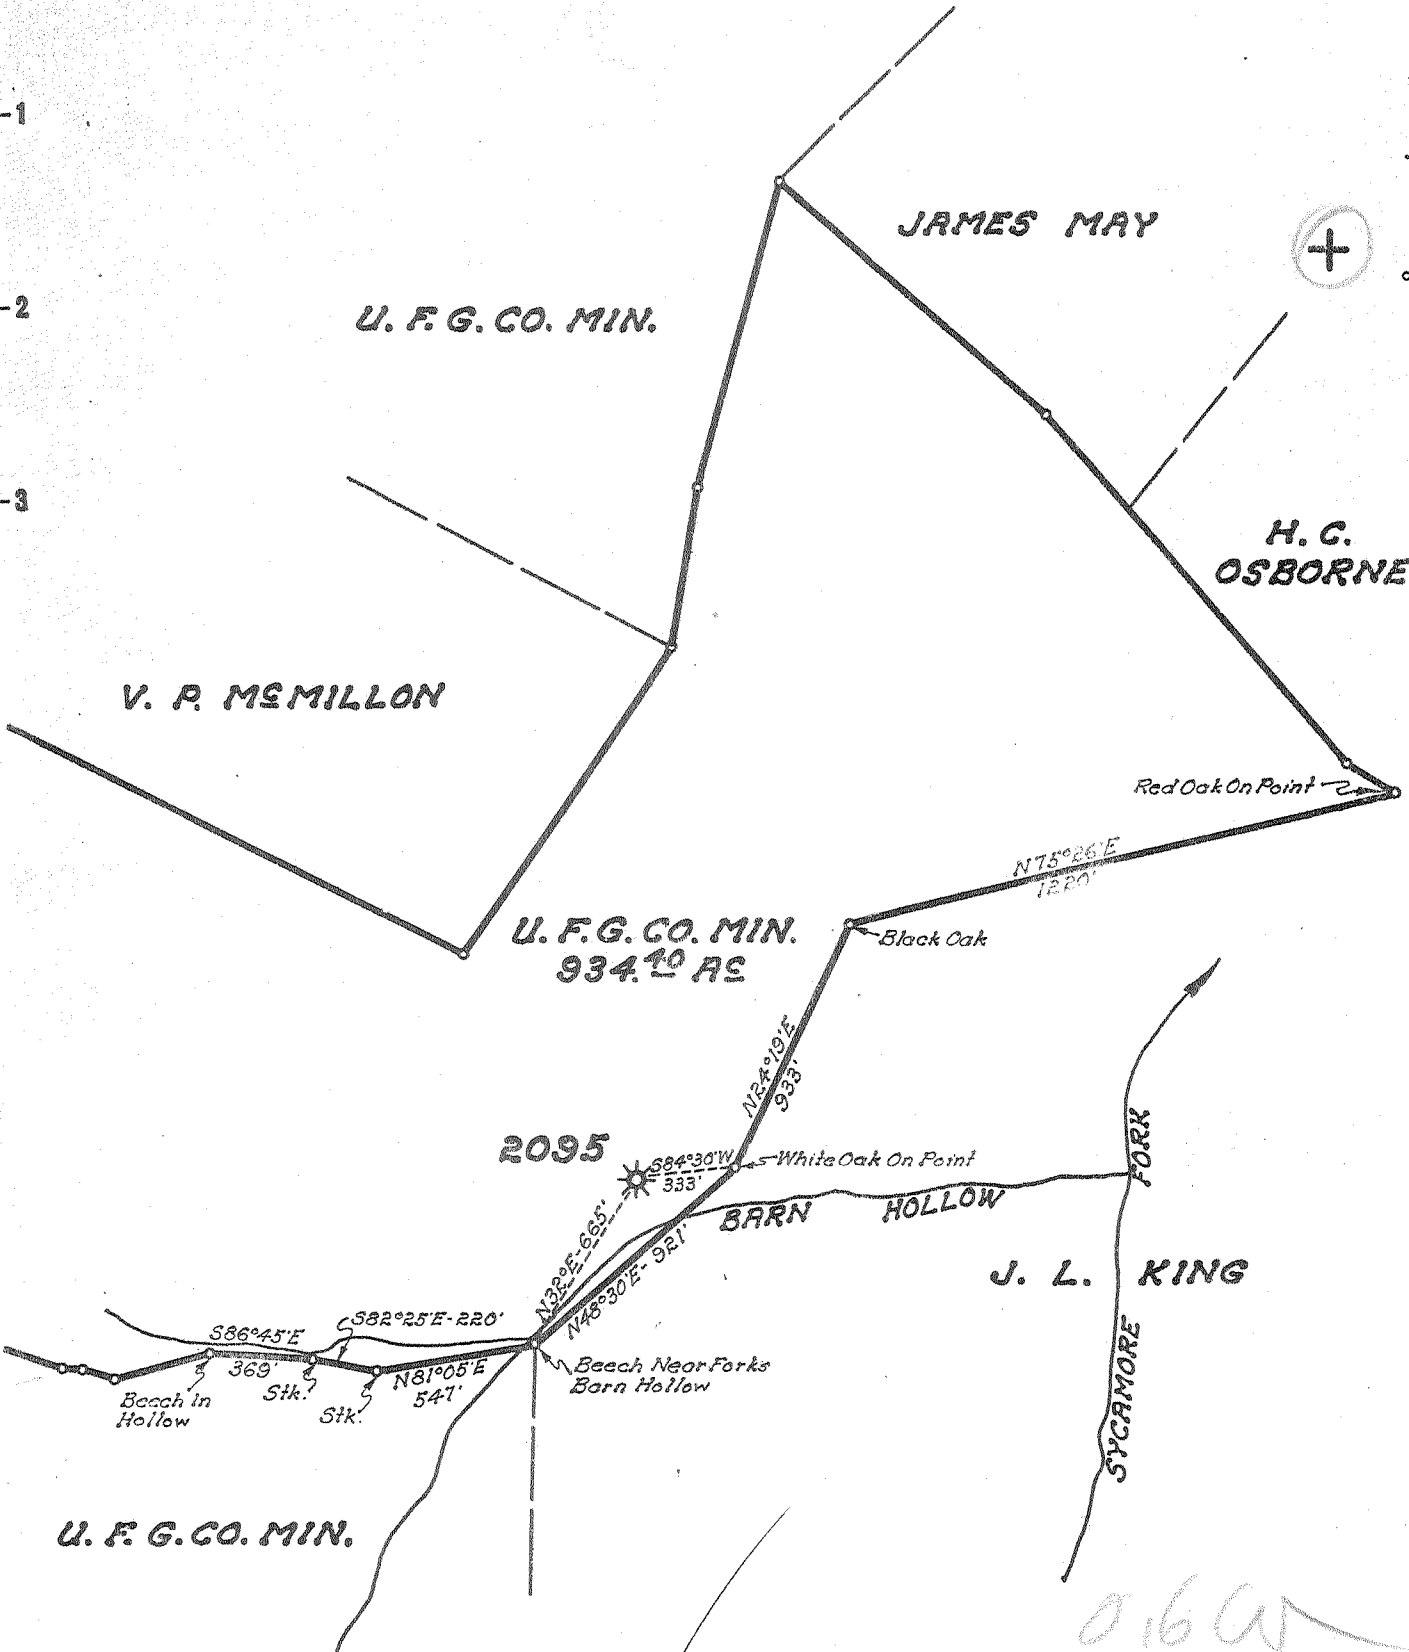 -1
JAMES MAY
+
-2
U. F. G. CO. MIN.
-3
H. C.
OSBORNE
V. P. McMILLON
Red Oak On Point
N75°26'E
1220'
U. F. G. CO. MIN.
934.40 Ac
Black Oak
N24°19'E
933'
2095
S84°30'W
333'
White Oak On Point
FORK
BARN HOLLOW
N32°E-665'
N48°30'E-921'
J. L. KING
S86°45'E
369'
S82°25'E-220'
N81°05'E
547'
Beech Near Forks
Barn Hollow
Beech In
Hollow
Stk.
Stk.
SYCAMORE
U. F. G. CO. MIN.